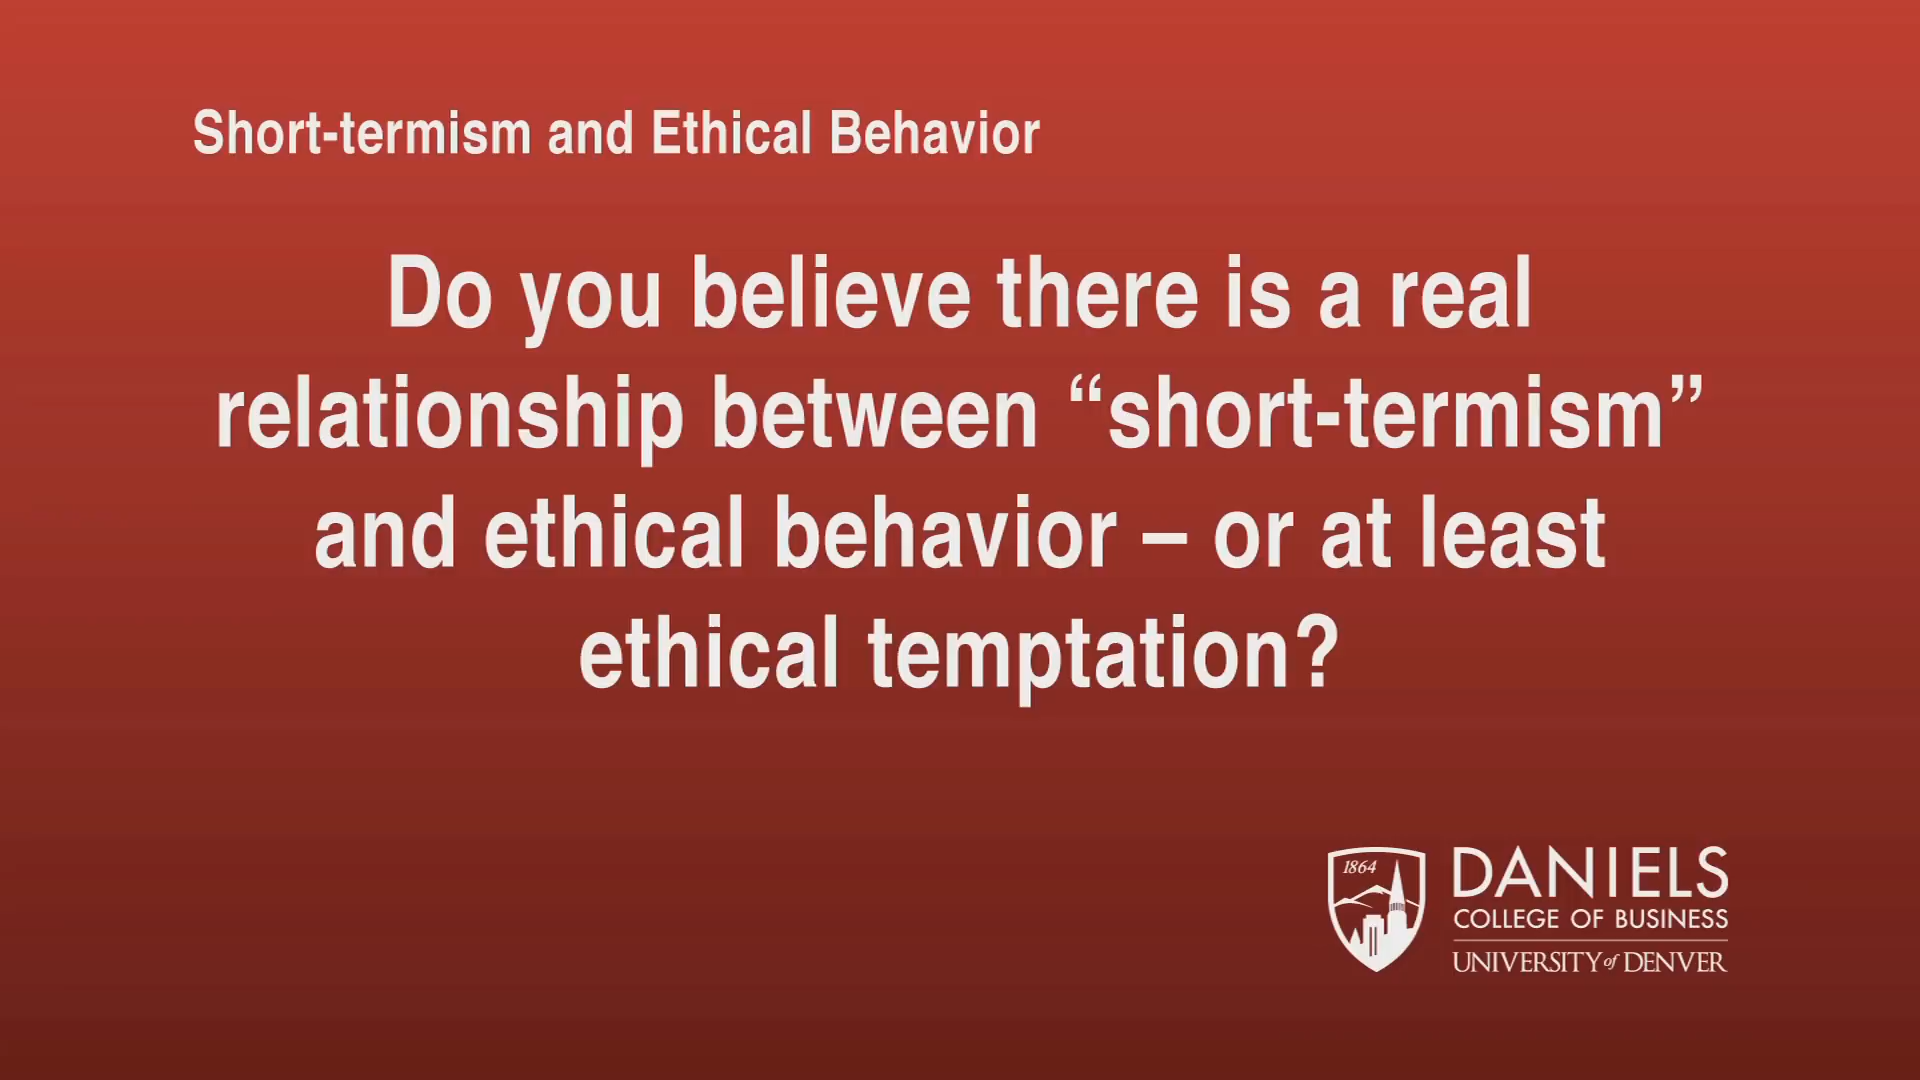 Short-termism and Ethical Behavior
Do you believe there is a real
relationship between “short-termism”
and ethical behavior – or at least
ethical temptation?
1864
DANIELS
COLLEGE OF BUSINESS
UNIVERSITY of DENVER